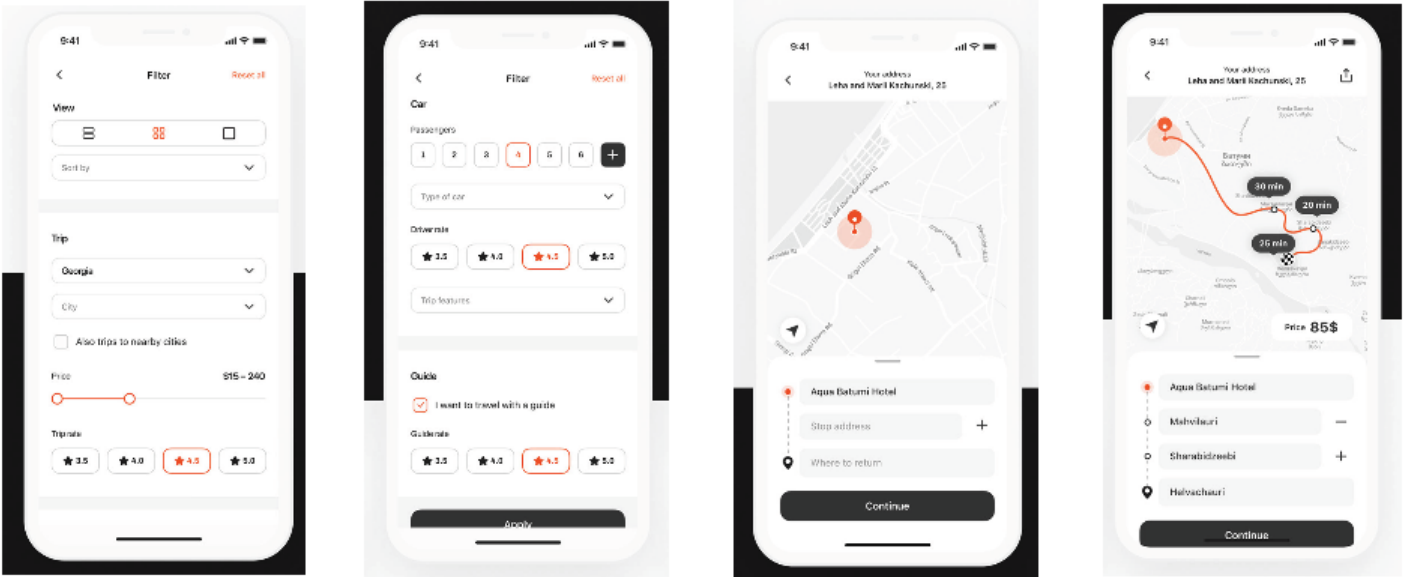 9:41
Filter
Reset all
View
Sort by
Trip
Georgia
City
Also trips to nearby cities
Price
$15 – 240
Trip rate
3.5
4.0
4.5
5.0
9:41
Filter
Reset all
Car
Passengers
1
2
3
4
5
6
Type of car
Driver rate
3.5
4.0
4.5
5.0
Trip features
Guide
I want to travel with a guide
Guide rate
3.5
4.0
4.5
5.0
Apply
9:41
Your address
Leha and Marii Kachunski, 25
Aqua Batumi Hotel
Stop address
Where to return
Continue
9:41
Your address
Leha and Marii Kachunski, 25
30 min
20 min
25 min
Price 85$
Aqua Batumi Hotel
Mahvilauri
Sharabidzeebi
Helvachauri
Continue